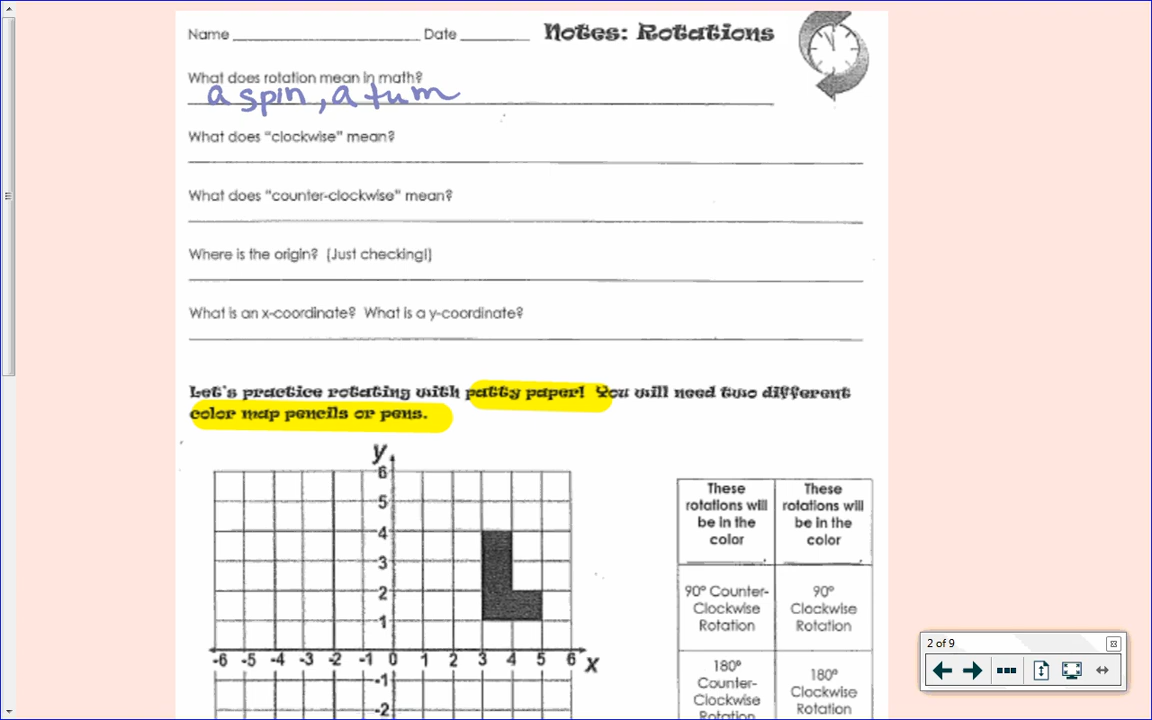 Name ____________________ Date ________ Notes: Rotations
What does rotation mean in math?
a spin, a turn
What does "clockwise" mean?
What does "counter-clockwise" mean?
Where is the origin? (Just checking!)
What is an x-coordinate? What is a y-coordinate?
Let's practice rotating with patty paper! You will need two different
color map pencils or pens.
y
6
5
4
3
2
1
-6 -5 -4 -3 -2 -1 0 1 2 3 4 5 6 x
-1
-2
These rotations will be in the color ________.
These rotations will be in the color ________.
90° Counter-
Clockwise
Rotation
90°
Clockwise
Rotation
180°
Counter-
Clockwise
Rotation
180°
Clockwise
Rotation
2 of 9